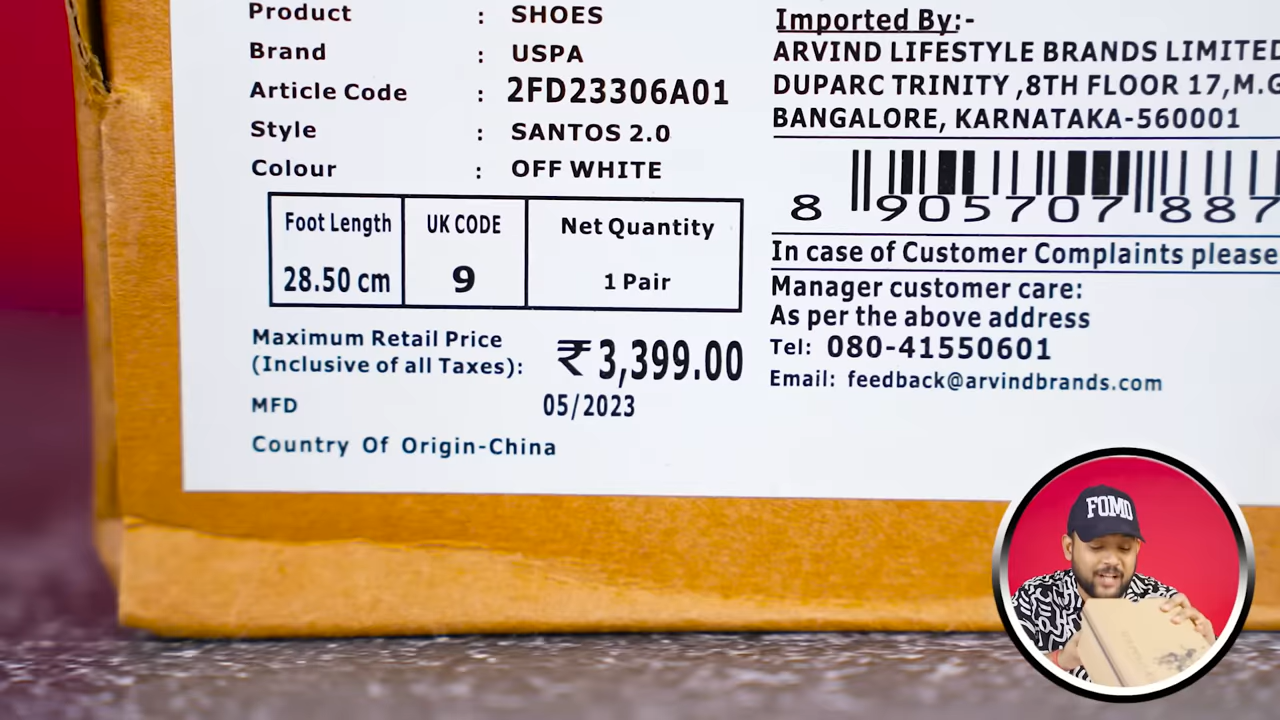 Product : SHOES
Brand : USPA
Article Code : 2FD23306A01
Style : SANTOS 2.0
Colour : OFF WHITE
Foot Length UK CODE Net Quantity
28.50 cm 9 1 Pair
Maximum Retail Price
(Inclusive of all Taxes): ₹ 3,399.00
MFD 05/2023
Country Of Origin-China
Imported By:-
ARVIND LIFESTYLE BRANDS LIMITED
DUPARC TRINITY ,8TH FLOOR 17,M.G
BANGALORE, KARNATAKA-560001
8 905707 887
In case of Customer Complaints please
Manager customer care:
As per the above address
Tel: 080-41550601
Email: feedback@arvindbrands.com
FOMO